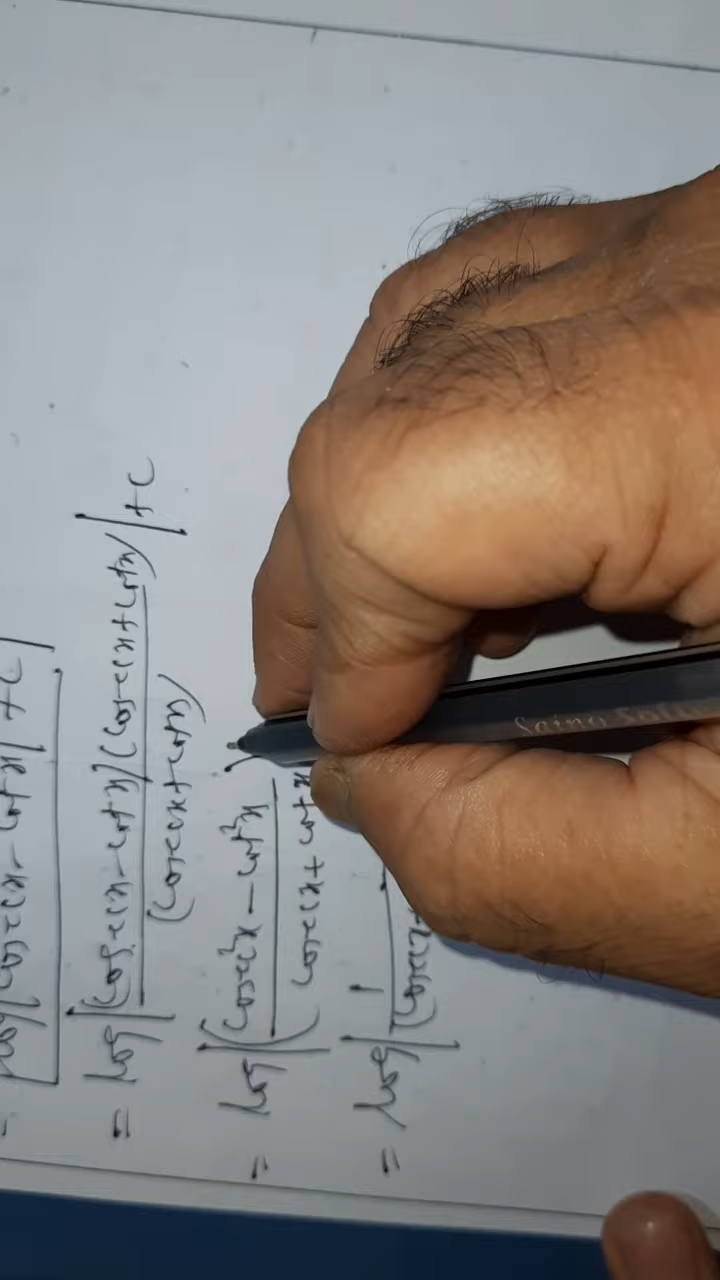 = log|cosecx - cotx| + C
= log|(cosecx - cotx)(cosecx + cotx)/(cosecx + cotx)| + C
= log|(cosec²x - cot²x/cosecx + cotx
= log|1/(cosecx +